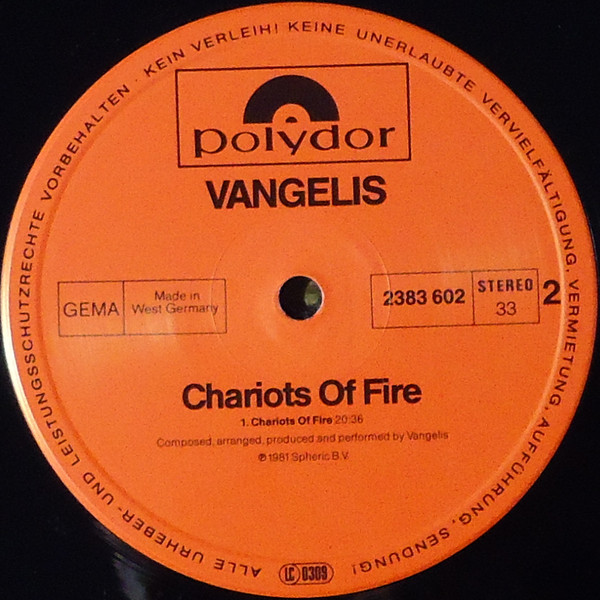 ALLE URHEBER- UND LEISTUNGSSCHUTZRECHTE VORBEHALTEN · KEIN VERLEIH! KEINE UNERLAUBTE VERVIELFÄLTIGUNG, VERMIETUNG, AUFFÜHRUNG, SENDUNG!
polydor
VANGELIS
GEMA
Made in
West Germany
2383 602
STEREO
33
2
Chariots Of Fire
1. Chariots Of Fire 20:36
Composed, arranged, produced and performed by Vangelis
℗ 1981 Spheric B.V.
LC 0309